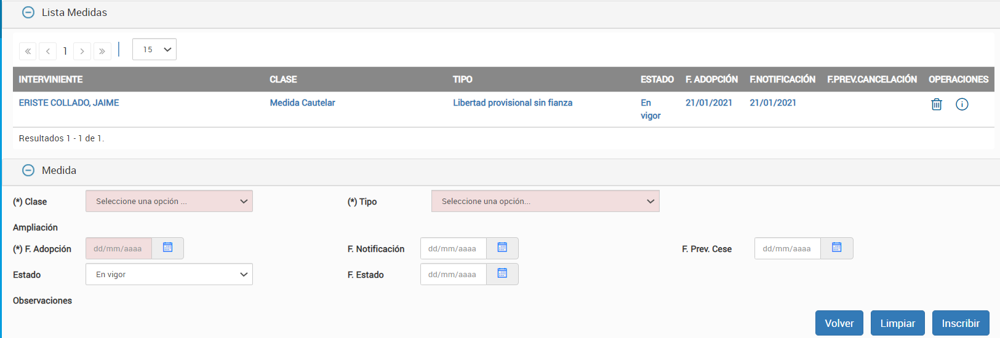 Lista Medidas
« ‹ 1 › » | 15
INTERVINIENTE CLASE TIPO ESTADO F. ADOPCIÓN F.NOTIFICACIÓN F.PREV.CANCELACIÓN OPERACIONES
ERISTE COLLADO, JAIME Medida Cautelar Libertad provisional sin fianza En 21/01/2021 21/01/2021
vigor
Resultados 1 - 1 de 1.
Medida
(*) Clase Seleccione una opción ... (*) Tipo Seleccione una opción...
Ampliación
(*) F. Adopción dd/mm/aaaa F. Notificación dd/mm/aaaa F. Prev. Cese dd/mm/aaaa
Estado En vigor F. Estado dd/mm/aaaa
Observaciones
Volver Limpiar Inscribir